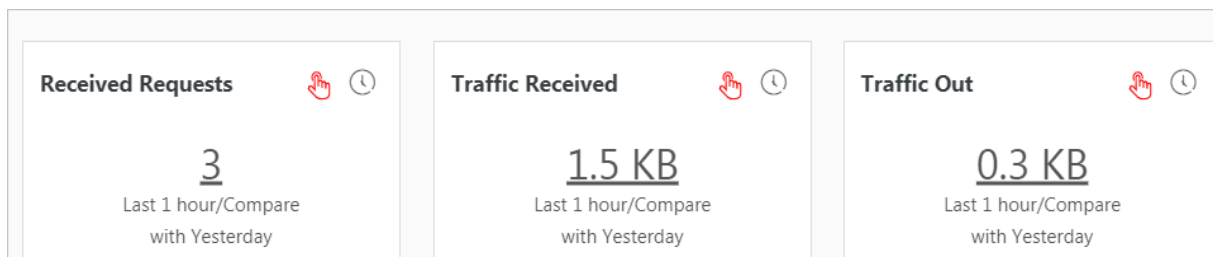 Received Requests
3
Last 1 hour/Compare
with Yesterday
Traffic Received
1.5 KB
Last 1 hour/Compare
with Yesterday
Traffic Out
0.3 KB
Last 1 hour/Compare
with Yesterday